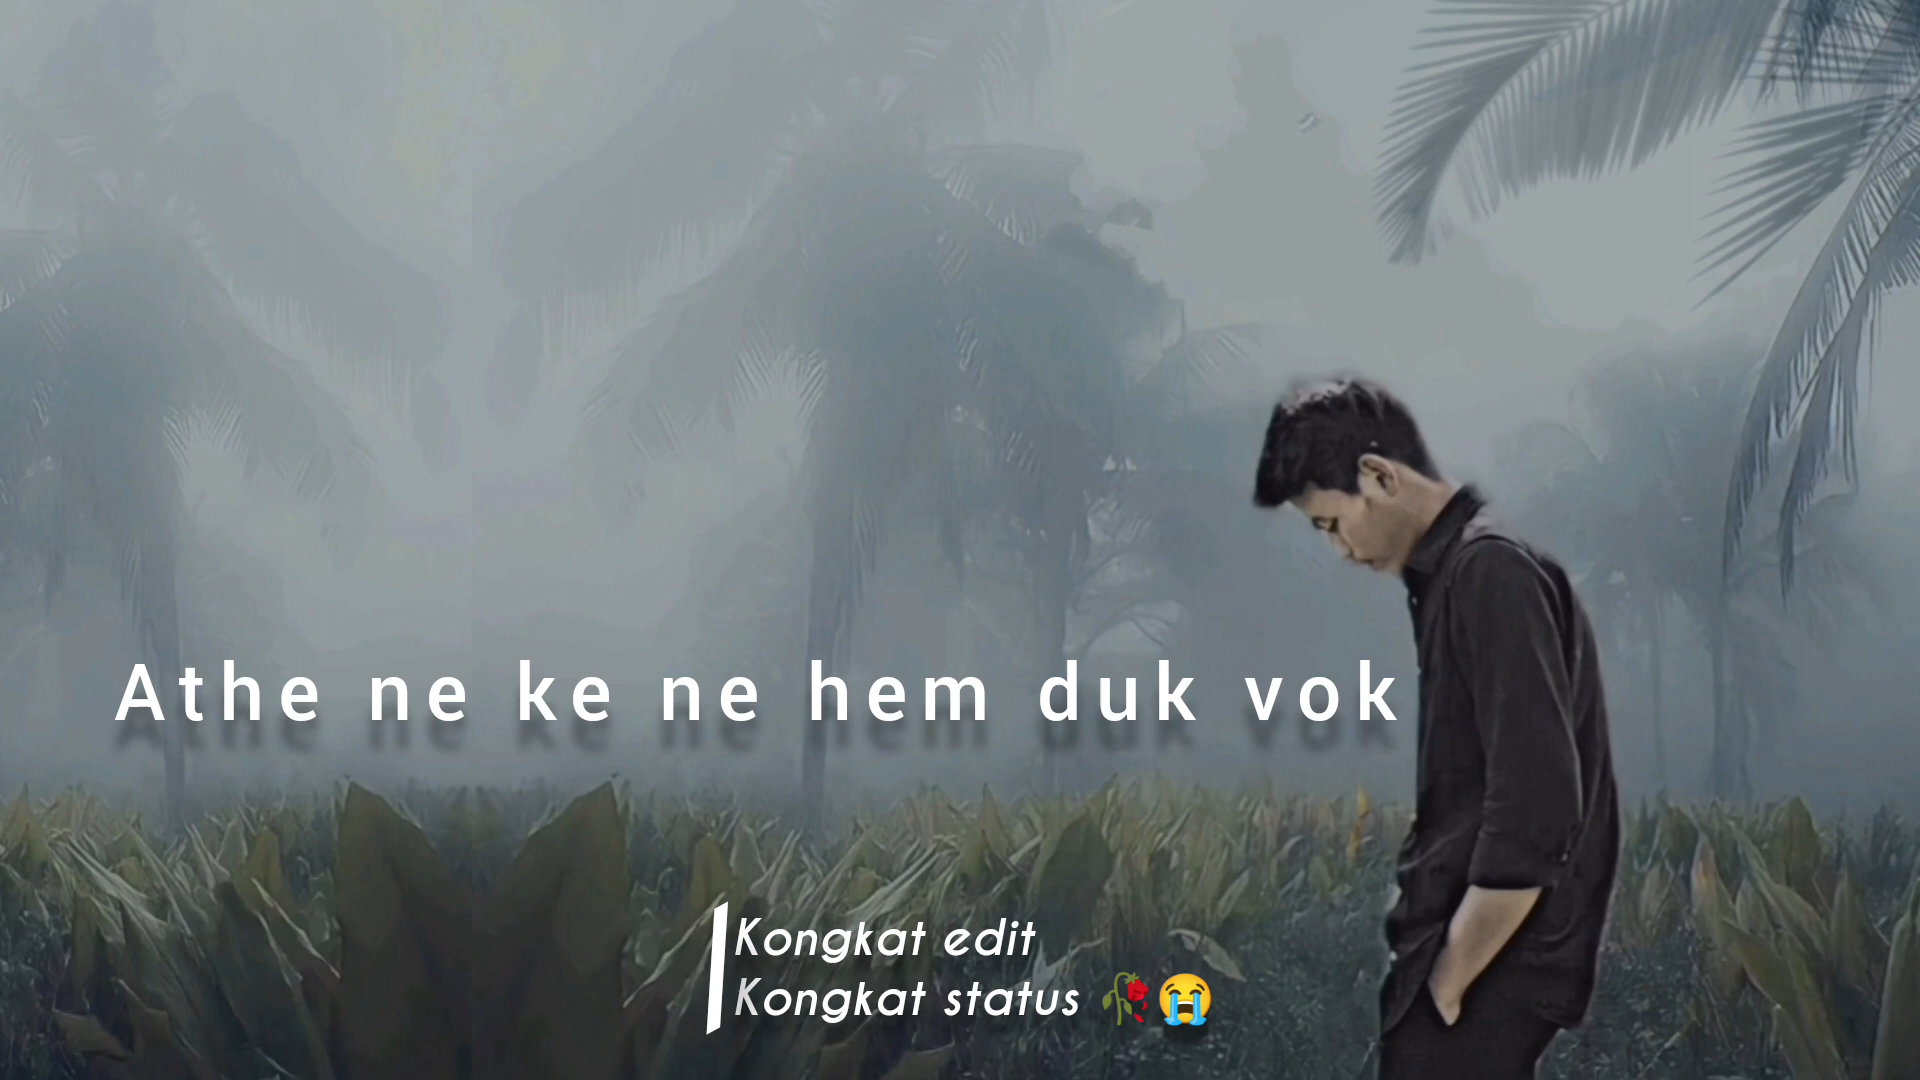 Athe ne ke ne hem duk vok
Kongkat edit
Kongkat status 🥀😭